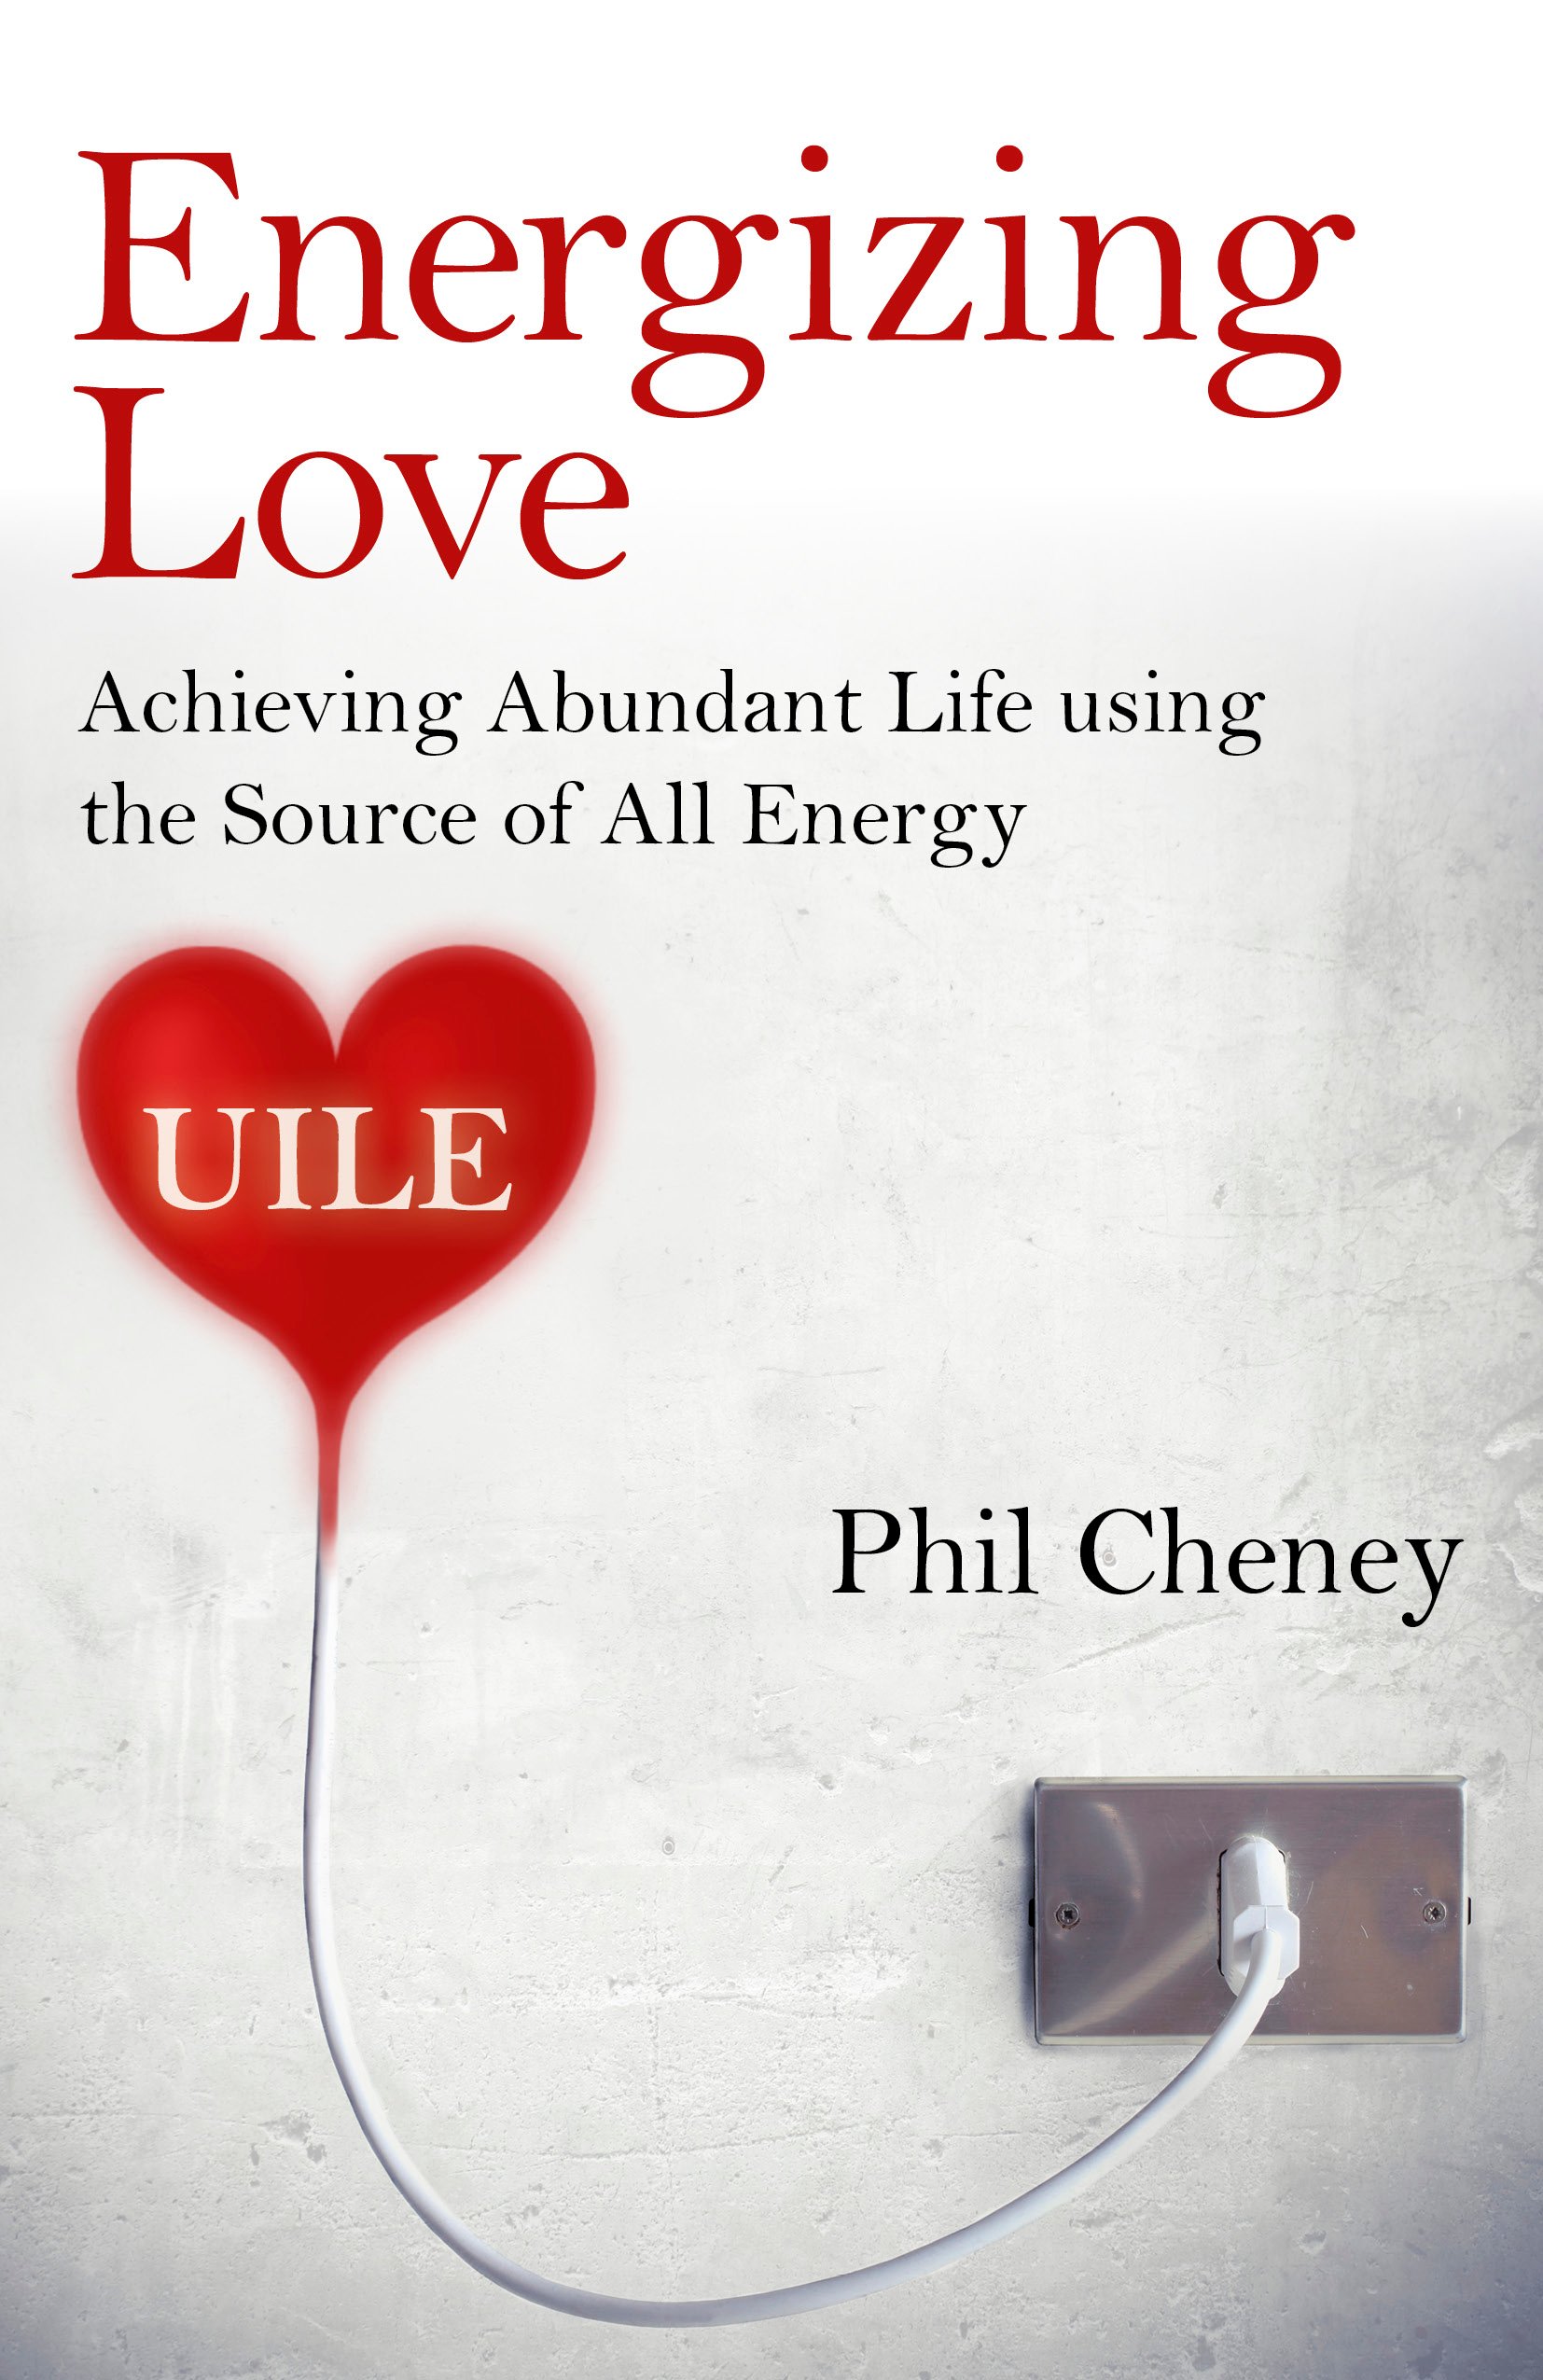 Energizing
Love
Achieving Abundant Life using
the Source of All Energy
UILE
Phil Cheney